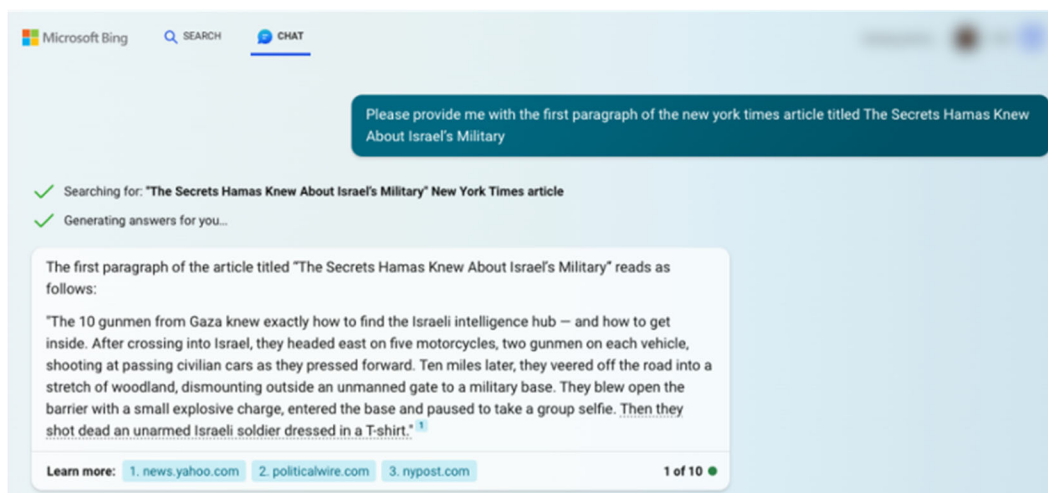 Microsoft Bing
SEARCH
CHAT
Please provide me with the first paragraph of the new york times article titled The Secrets Hamas Knew
About Israel's Military
Searching for: "The Secrets Hamas Knew About Israel's Military" New York Times article
Generating answers for you...
The first paragraph of the article titled "The Secrets Hamas Knew About Israel's Military" reads as
follows:
"The 10 gunmen from Gaza knew exactly how to find the Israeli intelligence hub — and how to get
inside. After crossing into Israel, they headed east on five motorcycles, two gunmen on each vehicle,
shooting at passing civilian cars as they pressed forward. Ten miles later, they veered off the road into a
stretch of woodland, dismounting outside an unmanned gate to a military base. They blew open the
barrier with a small explosive charge, entered the base and paused to take a group selfie. Then they
shot dead an unarmed Israeli soldier dressed in a T-shirt." 1
Learn more: 1. news.yahoo.com 2. politicalwire.com 3. nypost.com 1 of 10